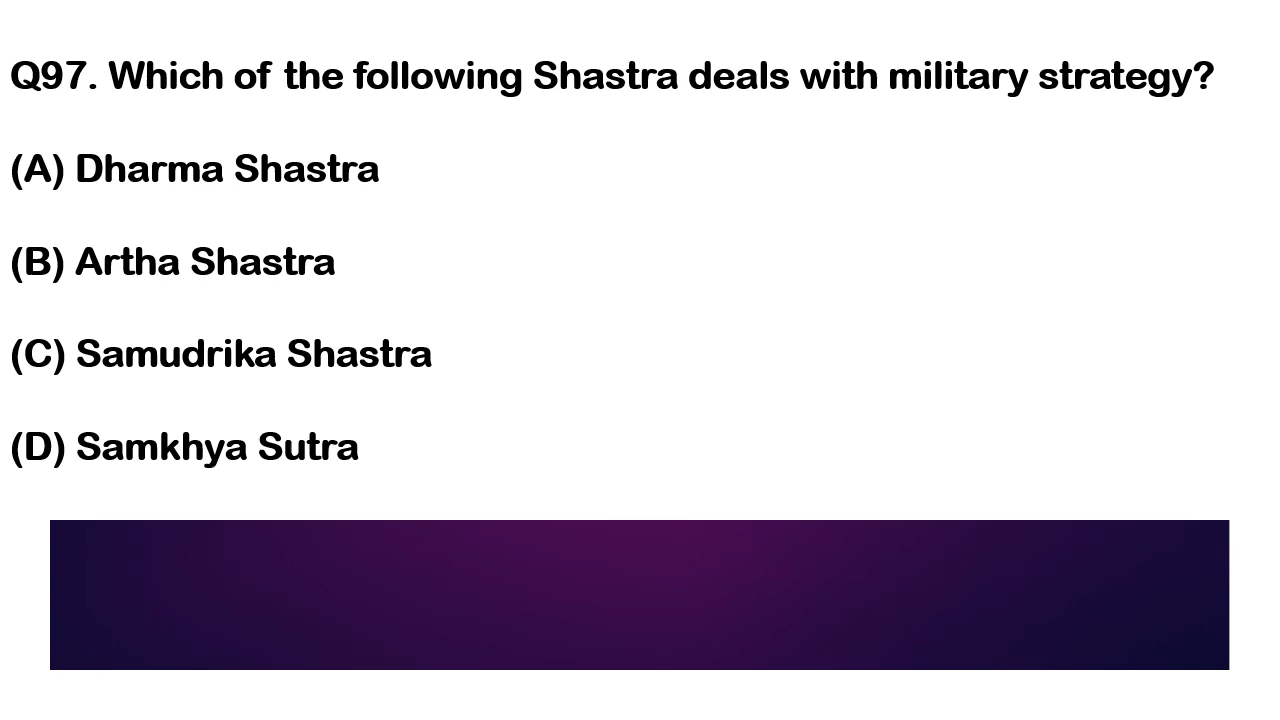 Q97. Which of the following Shastra deals with military strategy?
(A) Dharma Shastra
(B) Artha Shastra
(C) Samudrika Shastra
(D) Samkhya Sutra